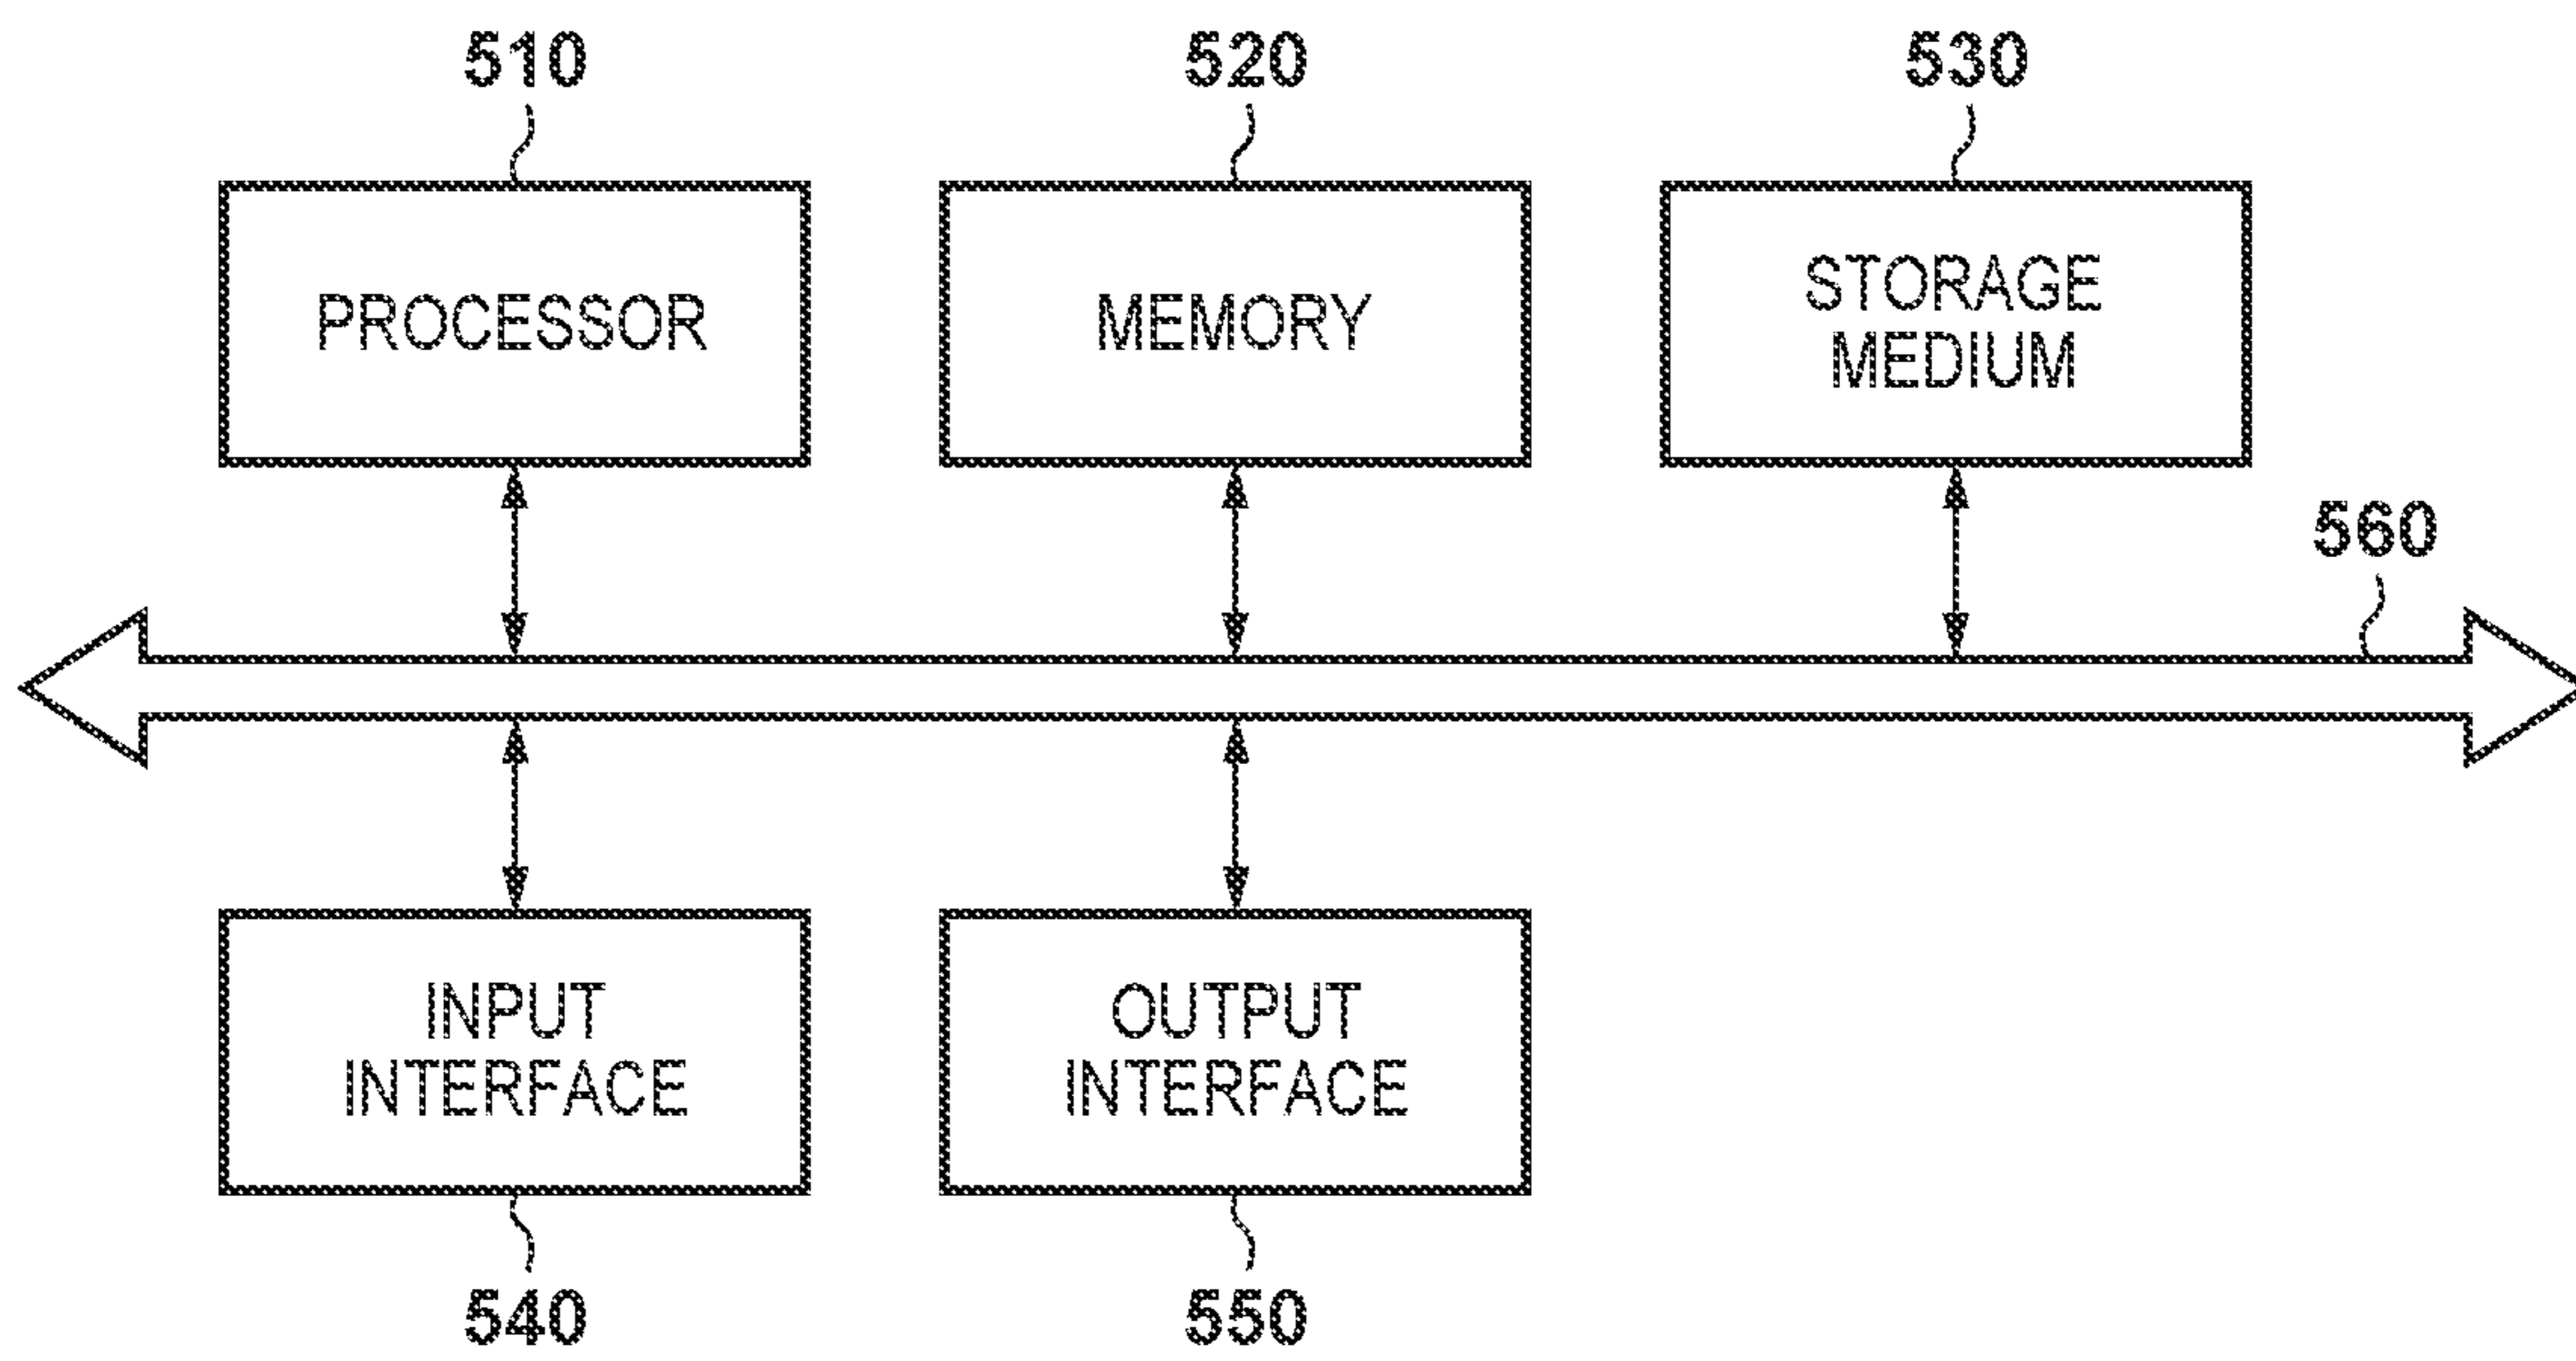 510
520
530
PROCESSOR
MEMORY
STORAGE
MEDIUM
560
INPUT
INTERFACE
OUTPUT
INTERFACE
540
550